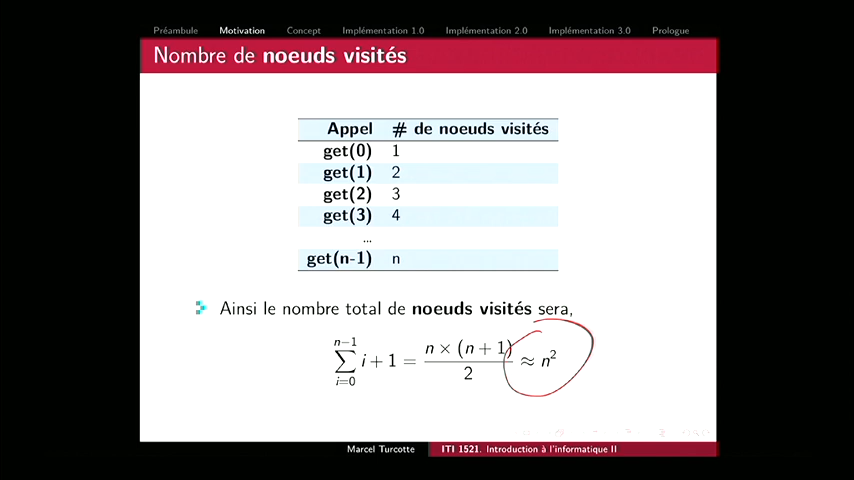 Préambule Motivation Concept Implémentation 1.0 Implémentation 2.0 Implémentation 3.0 Prologue
Nombre de noeuds visités
Appel # de noeuds visités
get(0) 1
get(1) 2
get(2) 3
get(3) 4
...
get(n-1) n
Ainsi le nombre total de noeuds visités sera,
∑_{i=0}^{n−1} i + 1 = \frac{n × (n + 1)}{2} ≈ n²
Marcel Turcotte ITI 1521. Introduction à l'informatique II